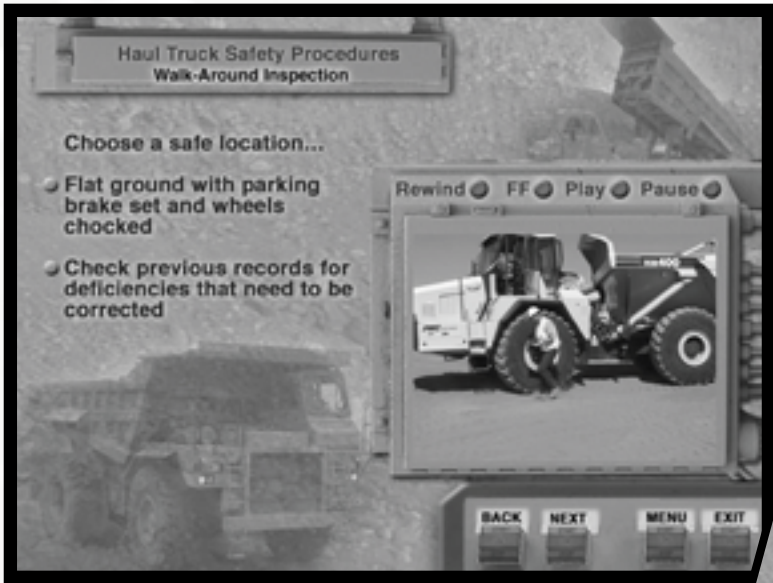 Haul Truck Safety Procedures
Walk-Around Inspection
Choose a safe location...
Flat ground with parking
brake set and wheels
chocked
Check previous records for
deficiencies that need to be
corrected
Rewind FF Play Pause
BACK NEXT MENU EXIT